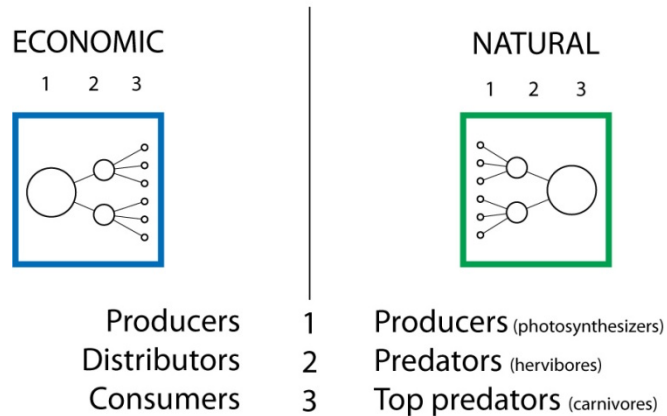 ECONOMIC
1 2 3
NATURAL
1 2 3
Producers 1 Producers (photosynthesizers)
Distributors 2 Predators (hervibores)
Consumers 3 Top predators (carnivores)